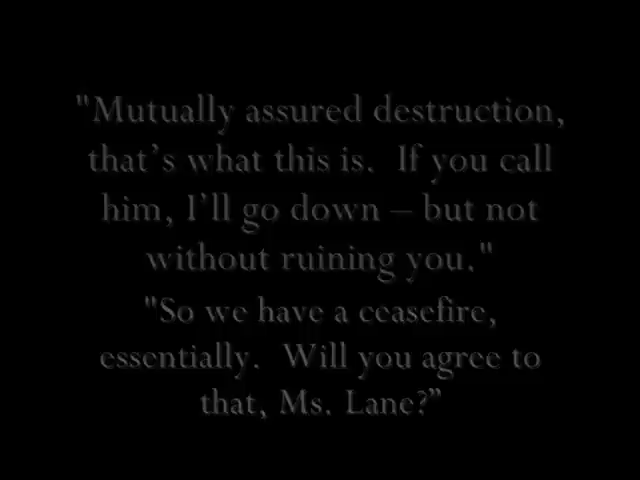 "Mutually assured destruction,
that’s what this is.  If you call
him, I’ll go down – but not
without ruining you."
"So we have a ceasefire,
essentially.  Will you agree to
that, Ms. Lane?”